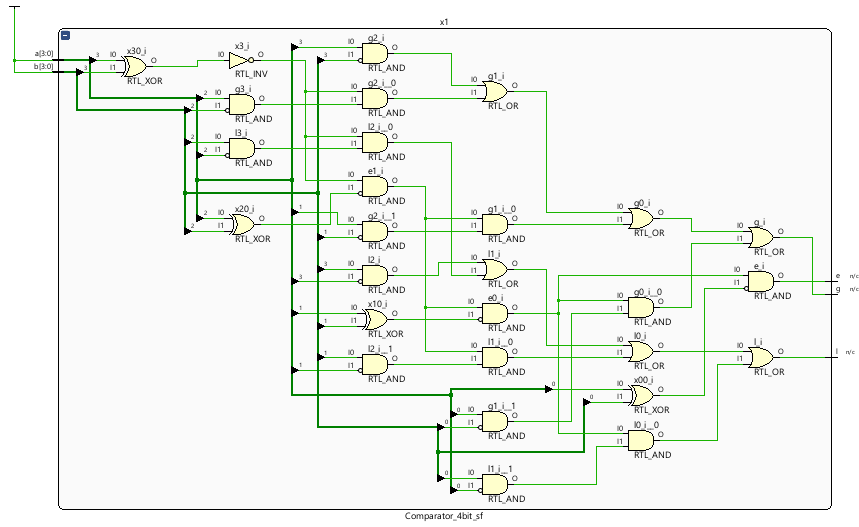 x1
a[3:0]
b[3:0]
3
3
x30_i
I0
I1
O
RTL_XOR
x3_i
I0
O
RTL_INV
2
2
g3_i
I0
I1
O
RTL_AND
2
2
l3_i
I0
I1
O
RTL_AND
2
2
x20_i
I0
I1
O
RTL_XOR
3
3
g2_i
I0
I1
O
RTL_AND
g2_i__0
I0
I1
O
RTL_AND
l2_i__0
I0
I1
O
RTL_AND
e1_i
I0
I1
O
RTL_AND
1
1
g2_i__1
I0
I1
O
RTL_AND
3
3
l2_i
I0
I1
O
RTL_AND
1
1
x10_i
I0
I1
O
RTL_XOR
1
1
l2_i__1
I0
I1
O
RTL_AND
g1_i
I0
I1
O
RTL_OR
g1_i__0
I0
I1
O
RTL_AND
l1_i
I0
I1
O
RTL_OR
e0_i
I0
I1
O
RTL_AND
l1_i__0
I0
I1
O
RTL_AND
0
0
g1_i__1
I0
I1
O
RTL_AND
0
0
l1_i__1
I0
I1
O
RTL_AND
g0_i
I0
I1
O
RTL_OR
g0_i__0
I0
I1
O
RTL_AND
l0_i
I0
I1
O
RTL_OR
0
0
x00_i
I0
I1
O
RTL_XOR
l0_i__0
I0
I1
O
RTL_AND
g_i
I0
I1
O
RTL_OR
e_i
I0
I1
O
RTL_AND
l_i
I0
I1
O
RTL_OR
e n/c
g n/c
l n/c
Comparator_4bit_sf